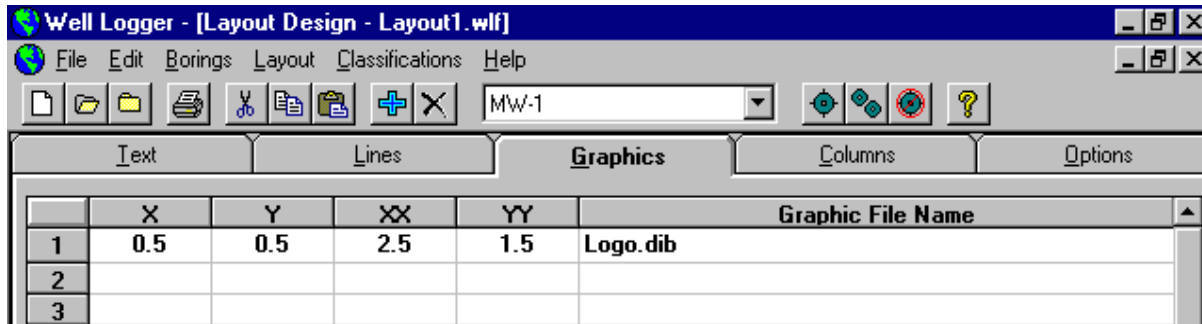 Well Logger - [Layout Design - Layout1.wlf]
File Edit Borings Layout Classifications Help
MW-1
Text Lines Graphics Columns Options
X Y XX YY Graphic File Name
1 0.5 0.5 2.5 1.5 Logo.dib
2
3